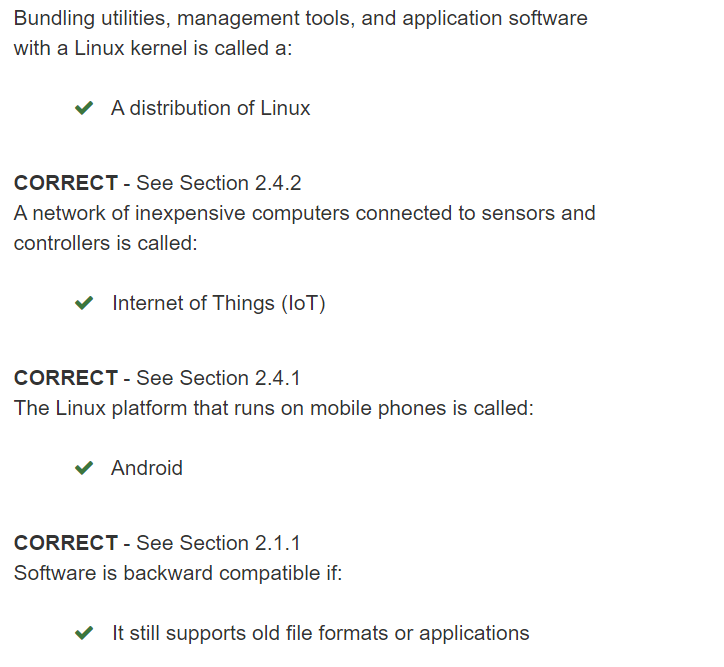 Bundling utilities, management tools, and application software
with a Linux kernel is called a:
✔ A distribution of Linux
CORRECT - See Section 2.4.2
A network of inexpensive computers connected to sensors and
controllers is called:
✔ Internet of Things (IoT)
CORRECT - See Section 2.4.1
The Linux platform that runs on mobile phones is called:
✔ Android
CORRECT - See Section 2.1.1
Software is backward compatible if:
✔ It still supports old file formats or applications